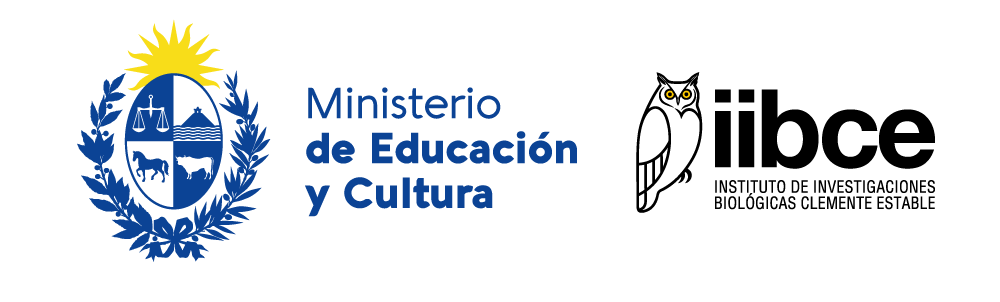 Ministerio
de Educación
y Cultura
iibce
INSTITUTO DE INVESTIGACIONES
BIOLÓGICAS CLEMENTE ESTABLE